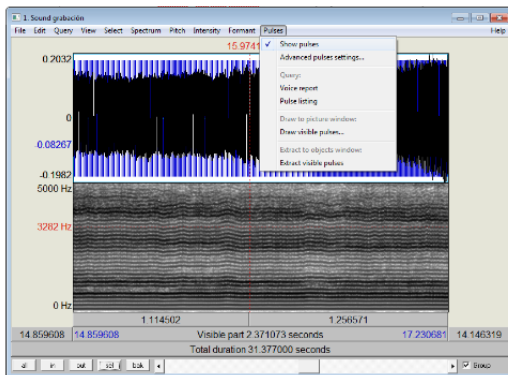 1. Sound grabación
File Edit Query View Select Spectrum Pitch Intensity Formant Pulses Help
15.9741
Show pulses
Advanced pulses settings...
Query:
Voice report
Pulse listing
Draw to picture window:
Draw visible pulses...
Extract to objects window:
Extract visible pulses
0.2032
0
-0.08267
-0.1982
5000 Hz
3282 Hz
0 Hz
1.114502 1.256571
14.859608 14.859608 Visible part 2.371073 seconds 17.230681 14.146319
Total duration 31.377000 seconds
all in out sel bak Group